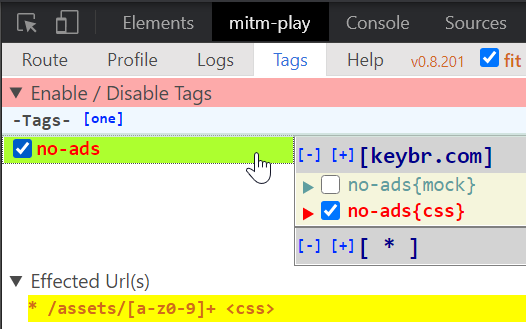 Elements mitm-play Console Sources
Route Profile Logs Tags Help v0.8.201 fit
▼ Enable / Disable Tags
-Tags- [one]
no-ads
[-] [+] [keybr.com]
▶ no-ads{mock}
▶ no-ads{css}
[-] [+] [ * ]
▼ Effected Url(s)
* /assets/[a-z0-9]+ <css>